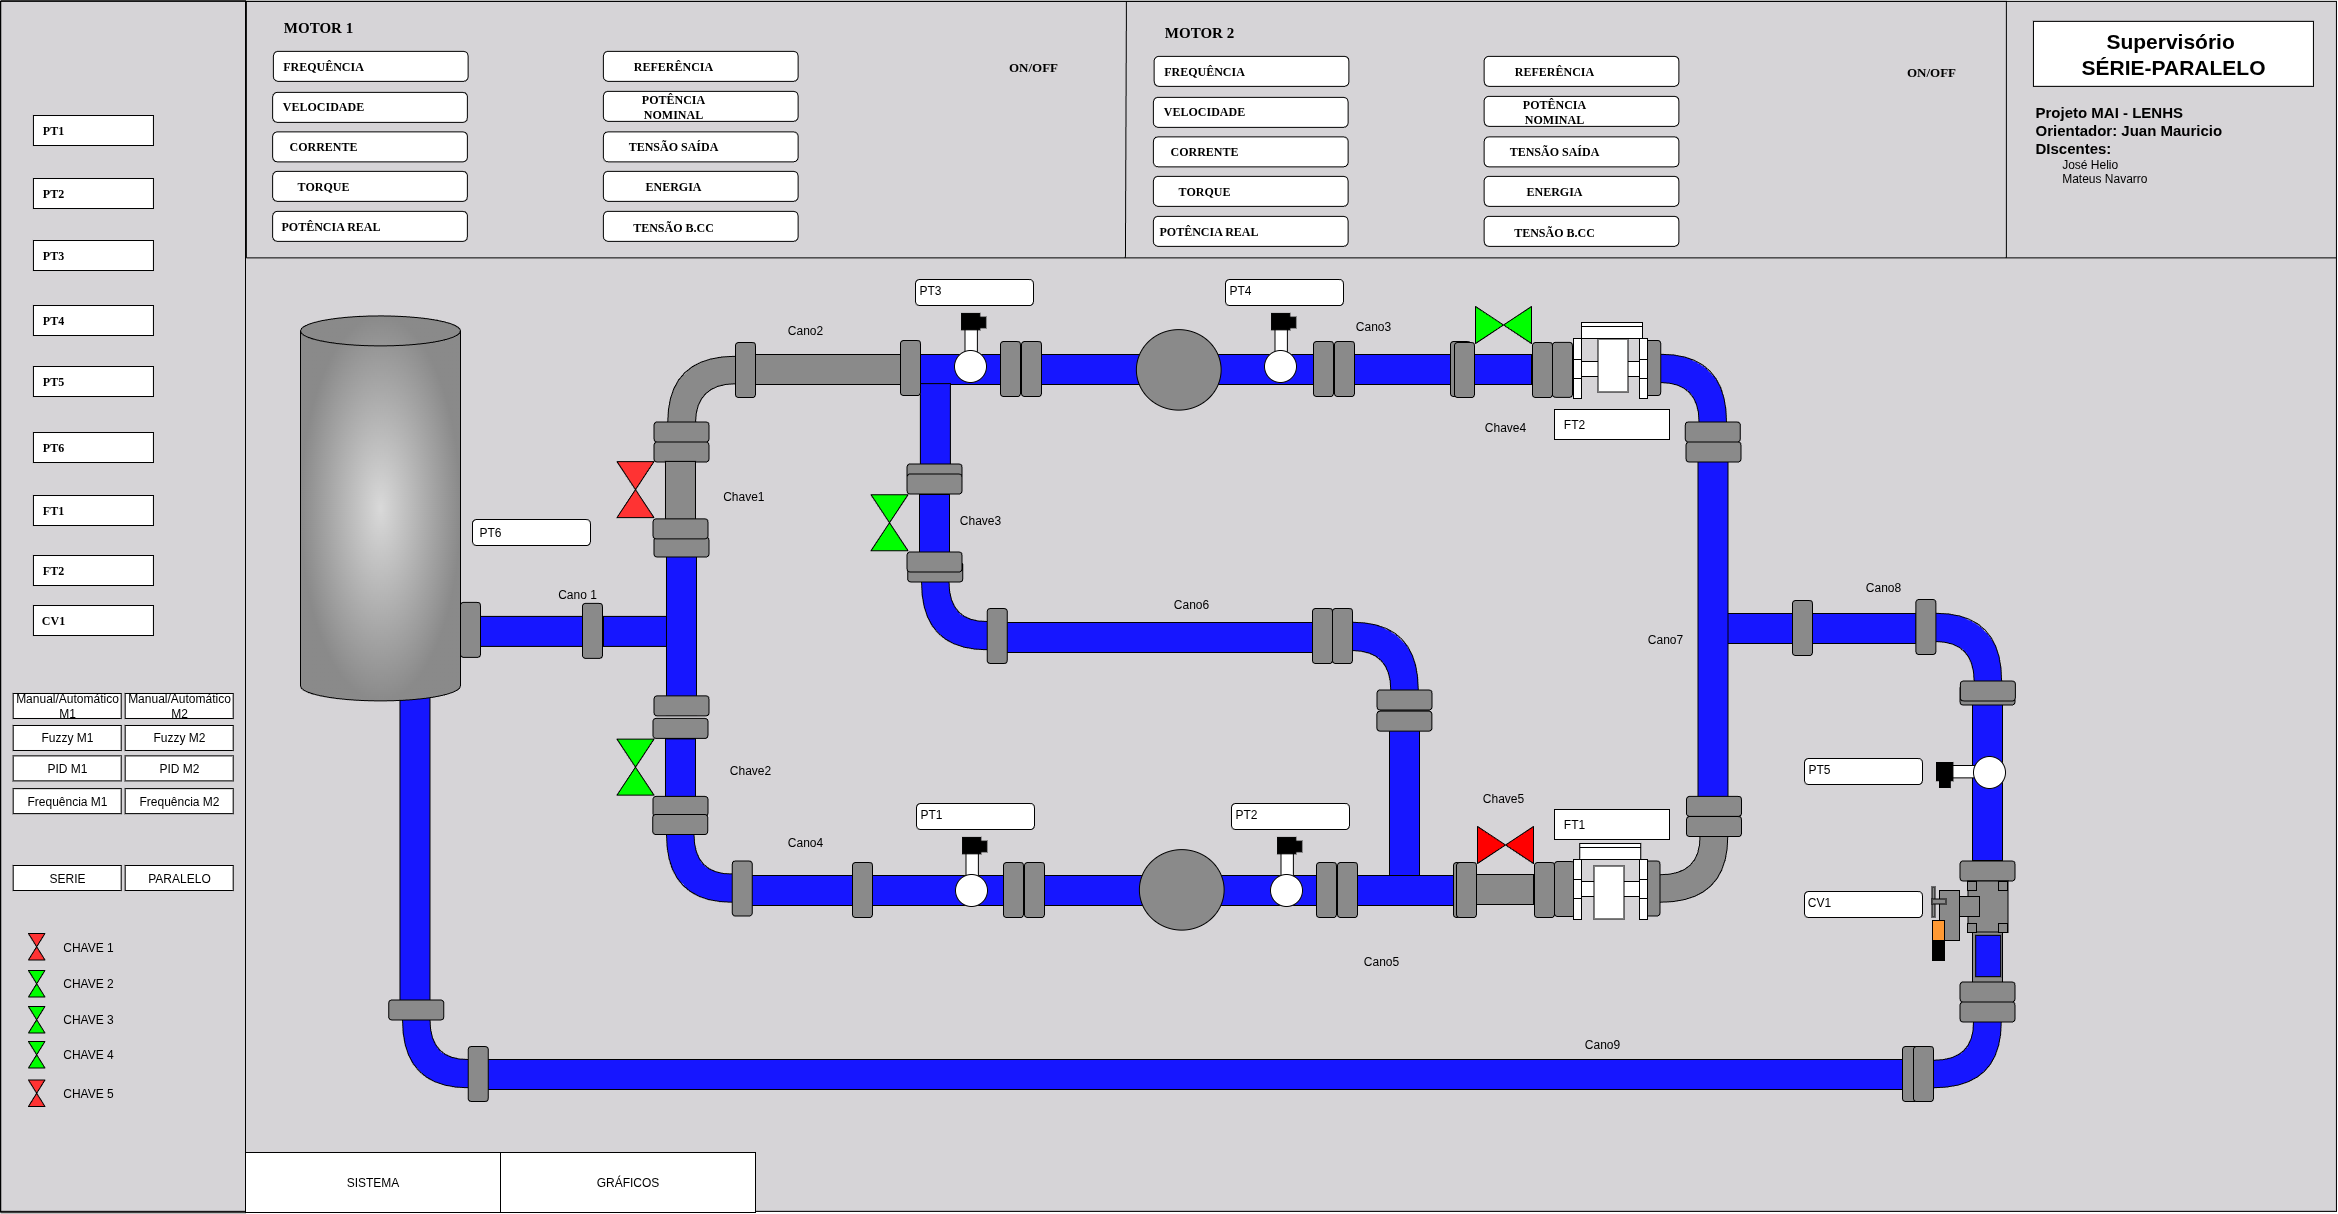 MOTOR 1
FREQUÊNCIA
REFERÊNCIA
ON/OFF
VELOCIDADE
POTÊNCIA
NOMINAL
CORRENTE
TENSÃO SAÍDA
TORQUE
ENERGIA
POTÊNCIA REAL
TENSÃO B.CC
MOTOR 2
FREQUÊNCIA
REFERÊNCIA
ON/OFF
VELOCIDADE
POTÊNCIA
NOMINAL
CORRENTE
TENSÃO SAÍDA
TORQUE
ENERGIA
POTÊNCIA REAL
TENSÃO B.CC
Supervisório
SÉRIE-PARALELO
Projeto MAI - LENHS
Orientador: Juan Mauricio
DIscentes:
José Helio
Mateus Navarro
PT1
PT2
PT3
PT4
PT5
PT6
FT1
FT2
CV1
Manual/Automático
M1
Manual/Automático
M2
Fuzzy M1
Fuzzy M2
PID M1
PID M2
Frequência M1
Frequência M2
SERIE
PARALELO
CHAVE 1
CHAVE 2
CHAVE 3
CHAVE 4
CHAVE 5
PT3
PT4
Cano2
Cano3
Chave4
FT2
Chave1
Chave3
PT6
Cano 1
Cano6
Cano7
Cano8
Chave2
PT5
Cano4
PT1
PT2
Chave5
FT1
CV1
Cano5
Cano9
SISTEMA
GRÁFICOS